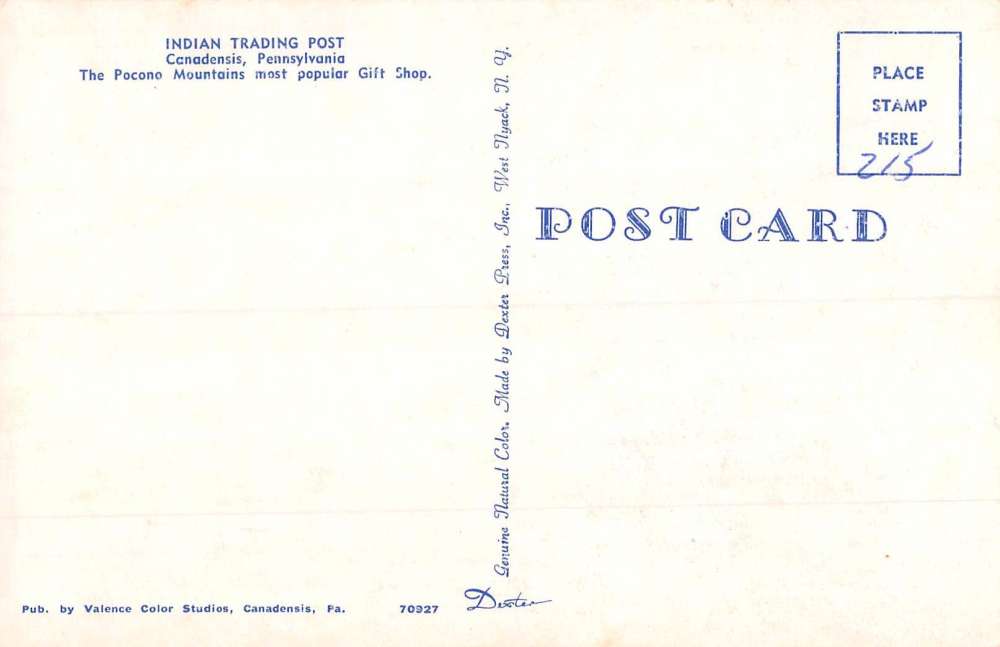 INDIAN TRADING POST
Canadensis, Pennsylvania
The Pocono Mountains most popular Gift Shop.
Genuine Natural Color. Made by Dexter Press, Inc., West Nyack, N. Y.
PLACE
STAMP
HERE
215
POST CARD
Pub. by Valence Color Studios, Canadensis, Pa.
70927
Dexter